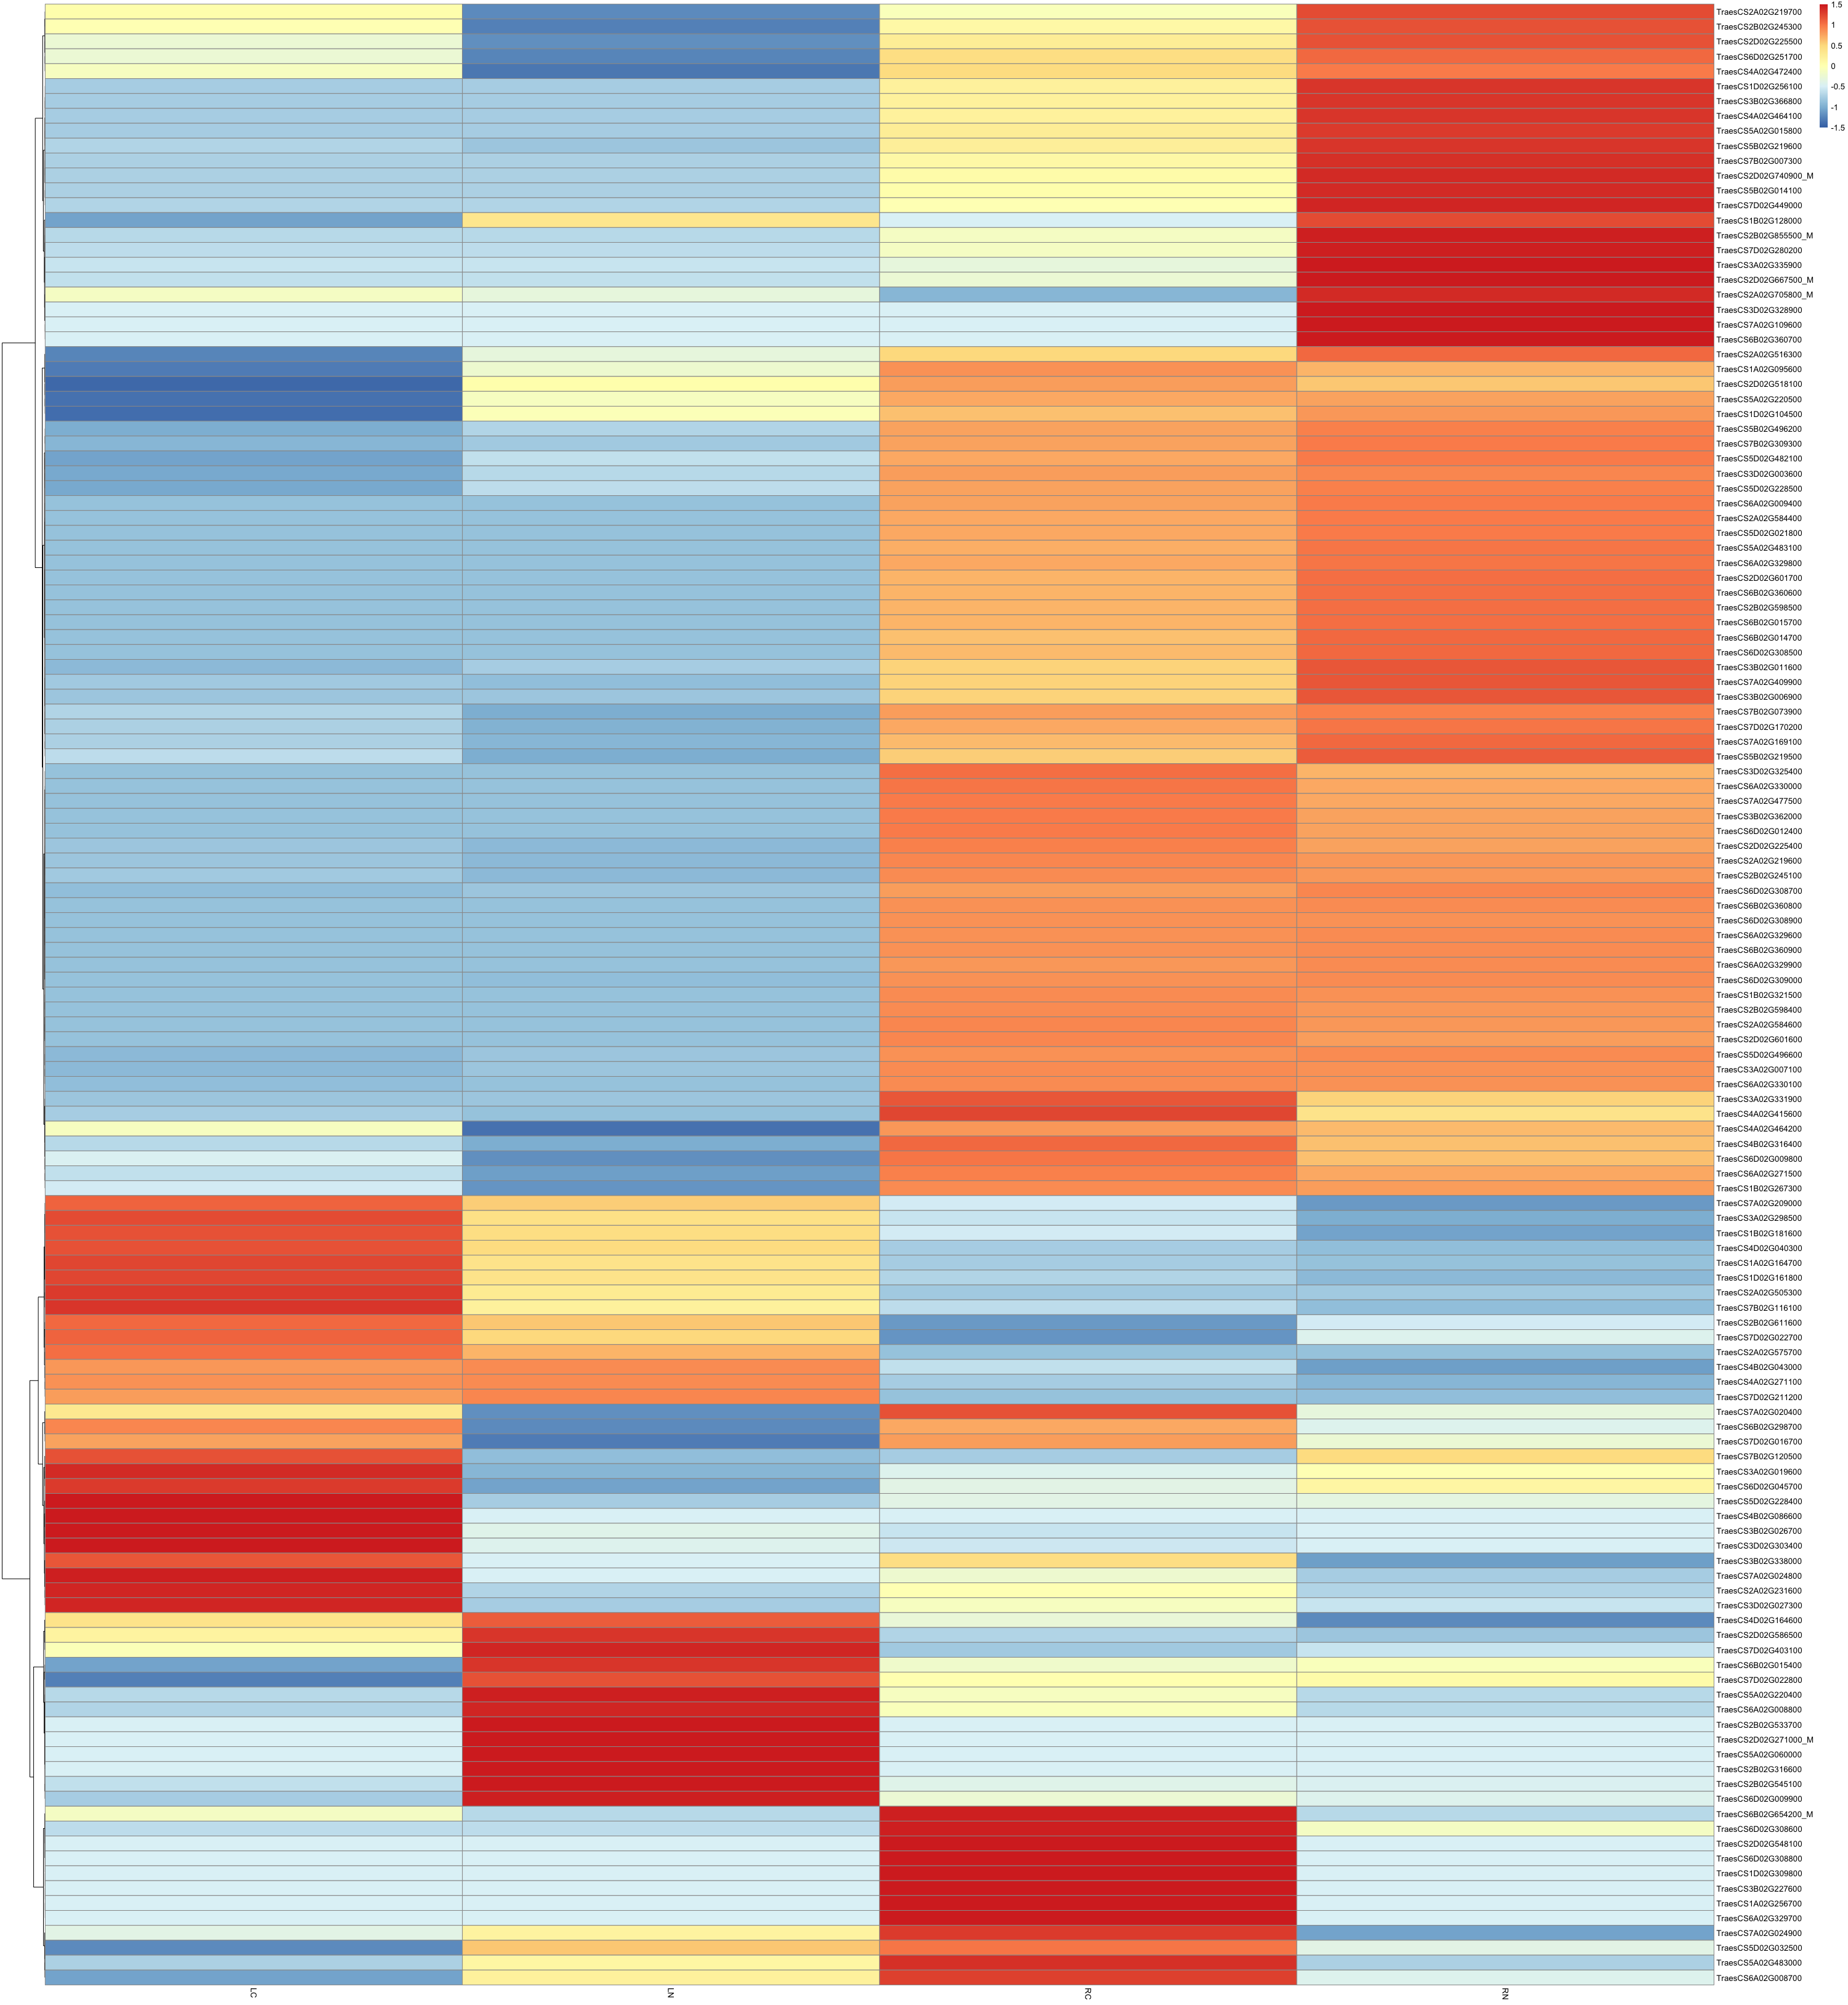 TraesCS2A02G219700
TraesCS2B02G245300
TraesCS2D02G225500
TraesCS6D02G251700
TraesCS4A02G472400
TraesCS1D02G256100
TraesCS3B02G366800
TraesCS4A02G464100
TraesCS5A02G015800
TraesCS5B02G219600
TraesCS7B02G007300
TraesCS2D02G740900_M
TraesCS5B02G014100
TraesCS7D02G449000
TraesCS1B02G128000
TraesCS2B02G855500_M
TraesCS7D02G280200
TraesCS3A02G335900
TraesCS2D02G667500_M
TraesCS2A02G705800_M
TraesCS3D02G328900
TraesCS7A02G109600
TraesCS6B02G360700
TraesCS2A02G516300
TraesCS1A02G095600
TraesCS2D02G518100
TraesCS5A02G220500
TraesCS1D02G104500
TraesCS5B02G496200
TraesCS7B02G309300
TraesCS5D02G482100
TraesCS3D02G003600
TraesCS5D02G228500
TraesCS6A02G009400
TraesCS2A02G584400
TraesCS5D02G021800
TraesCS5A02G483100
TraesCS6A02G329800
TraesCS2D02G601700
TraesCS6B02G360600
TraesCS2B02G598500
TraesCS6B02G015700
TraesCS6B02G014700
TraesCS6D02G308500
TraesCS3B02G011600
TraesCS7A02G409900
TraesCS3B02G006900
TraesCS7B02G073900
TraesCS7D02G170200
TraesCS7A02G169100
TraesCS5B02G219500
TraesCS3D02G325400
TraesCS6A02G330000
TraesCS7A02G477500
TraesCS3B02G362000
TraesCS6D02G012400
TraesCS2D02G225400
TraesCS2A02G219600
TraesCS2B02G245100
TraesCS6D02G308700
TraesCS6B02G360800
TraesCS6D02G308900
TraesCS6A02G329600
TraesCS6B02G360900
TraesCS6A02G329900
TraesCS6D02G309000
TraesCS1B02G321500
TraesCS2B02G598400
TraesCS2A02G584600
TraesCS2D02G601600
TraesCS5D02G496600
TraesCS3A02G007100
TraesCS6A02G330100
TraesCS3A02G331900
TraesCS4A02G415600
TraesCS4A02G464200
TraesCS4B02G316400
TraesCS6D02G009800
TraesCS6A02G271500
TraesCS1B02G267300
TraesCS7A02G209000
TraesCS3A02G298500
TraesCS1B02G181600
TraesCS4D02G040300
TraesCS1A02G164700
TraesCS1D02G161800
TraesCS2A02G505300
TraesCS7B02G116100
TraesCS2B02G611600
TraesCS7D02G022700
TraesCS2A02G575700
TraesCS4B02G043000
TraesCS4A02G271100
TraesCS7D02G211200
TraesCS7A02G020400
TraesCS6B02G298700
TraesCS7D02G016700
TraesCS7B02G120500
TraesCS3A02G019600
TraesCS6D02G045700
TraesCS5D02G228400
TraesCS4B02G086600
TraesCS3B02G026700
TraesCS3D02G303400
TraesCS3B02G338000
TraesCS7A02G024800
TraesCS2A02G231600
TraesCS3D02G027300
TraesCS4D02G164600
TraesCS2D02G586500
TraesCS7D02G403100
TraesCS6B02G015400
TraesCS7D02G022800
TraesCS5A02G220400
TraesCS6A02G008800
TraesCS2B02G533700
TraesCS2D02G271000_M
TraesCS5A02G060000
TraesCS2B02G316600
TraesCS2B02G545100
TraesCS6D02G009900
TraesCS6B02G654200_M
TraesCS6D02G308600
TraesCS2D02G548100
TraesCS6D02G308800
TraesCS1D02G309800
TraesCS3B02G227600
TraesCS1A02G256700
TraesCS6A02G329700
TraesCS7A02G024900
TraesCS5D02G032500
TraesCS5A02G483000
TraesCS6A02G008700
1.5
1
0.5
0
-0.5
-1
-1.5
LC
LN
RC
RN